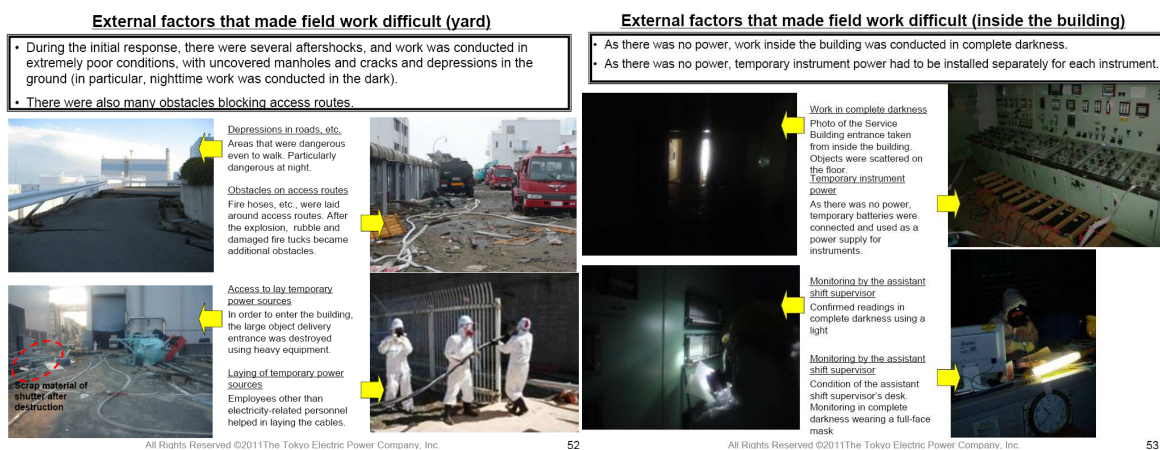 External factors that made field work difficult (yard)
• During the initial response, there were several aftershocks, and work was conducted in
extremely poor conditions, with uncovered manholes and cracks and depressions in the
ground (in particular, nighttime work was conducted in the dark).
• There were also many obstacles blocking access routes.
Depressions in roads, etc.
Areas that were dangerous
even to walk. Particularly
dangerous at night.
Obstacles on access routes
Fire hoses, etc., were laid
around access routes. After
the explosion, rubble and
damaged fire tucks became
additional obstacles.
Access to lay temporary
power sources
In order to enter the building,
the large object delivery
entrance was destroyed
using heavy equipment.
Scrap material of
shutter after
destruction
Laying of temporary power
sources
Employees other than
electricity-related personnel
helped in laying the cables.
All Rights Reserved ©2011The Tokyo Electric Power Company, Inc.
52
External factors that made field work difficult (inside the building)
• As there was no power, work inside the building was conducted in complete darkness.
• As there was no power, temporary instrument power had to be installed separately for each instrument.
Work in complete darkness
Photo of the Service
Building entrance taken
from inside the building.
Objects were scattered on
the floor.
Temporary instrument
power
As there was no power,
temporary batteries were
connected and used as a
power supply for
instruments.
Monitoring by the assistant
shift supervisor
Confirmed readings in
complete darkness using a
light
Monitoring by the assistant
shift supervisor
Condition of the assistant
shift supervisor's desk.
Monitoring in complete
darkness wearing a full-face
mask
All Rights Reserved ©2011The Tokyo Electric Power Company, Inc.
53